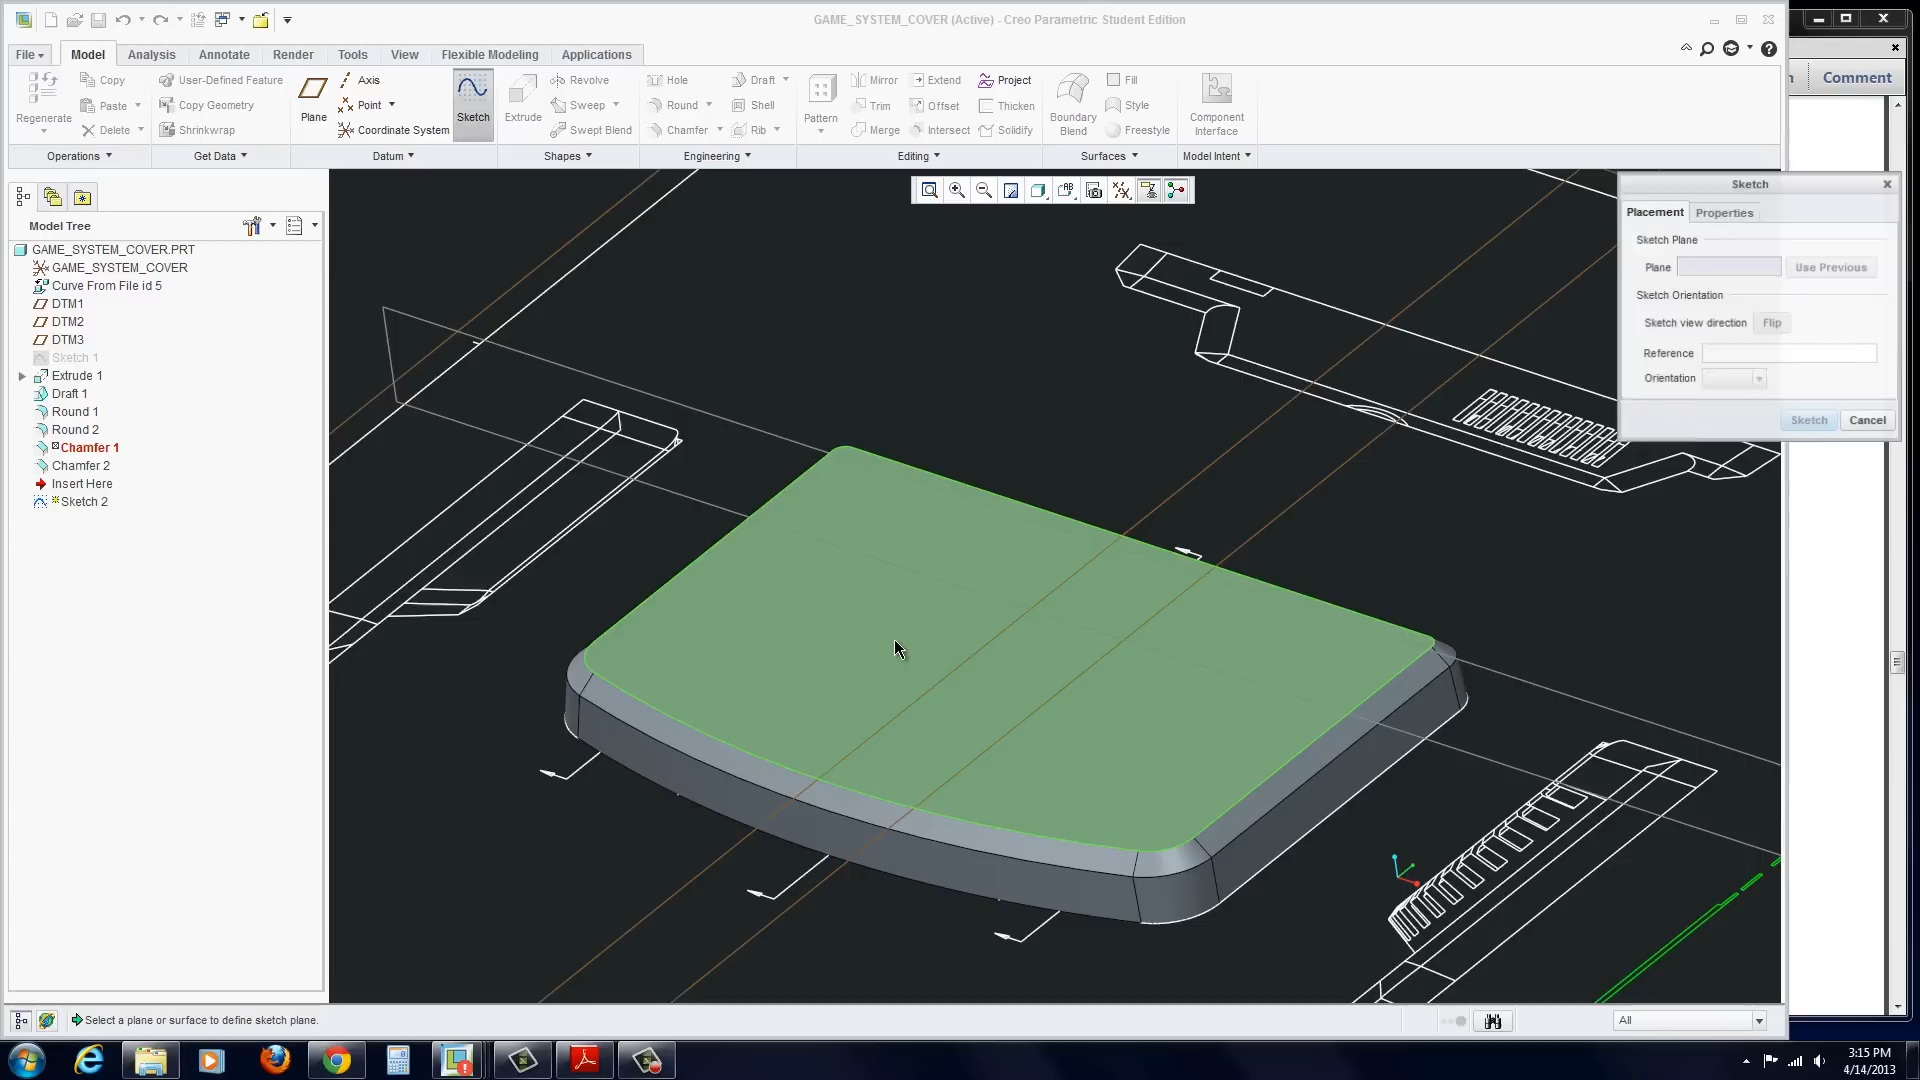 GAME_SYSTEM_COVER (Active) - Creo Parametric Student Edition
File Model Analysis Annotate Render Tools View Flexible Modeling Applications
Regenerate
Copy
Paste
Delete
User-Defined Feature
Copy Geometry
Shrinkwrap
Plane
Axis
Point
Coordinate System
Sketch
Extrude
Revolve
Sweep
Swept Blend
Hole
Round
Chamfer
Draft
Shell
Rib
Pattern
Mirror
Trim
Merge
Extend
Offset
Intersect
Project
Thicken
Solidify
Boundary
Blend
Fill
Style
Freestyle
Component
Interface
Comment
Operations Get Data Datum Shapes Engineering Editing Surfaces Model Intent
Model Tree
GAME_SYSTEM_COVER.PRT
GAME_SYSTEM_COVER
Curve From File id 5
DTM1
DTM2
DTM3
Sketch 1
Extrude 1
Draft 1
Round 1
Round 2
Chamfer 1
Chamfer 2
Insert Here
Sketch 2
Sketch
Placement Properties
Sketch Plane
Plane Use Previous
Sketch Orientation
Sketch view direction Flip
Reference
Orientation
Sketch Cancel
Select a plane or surface to define sketch plane.
All
3:15 PM
4/14/2013